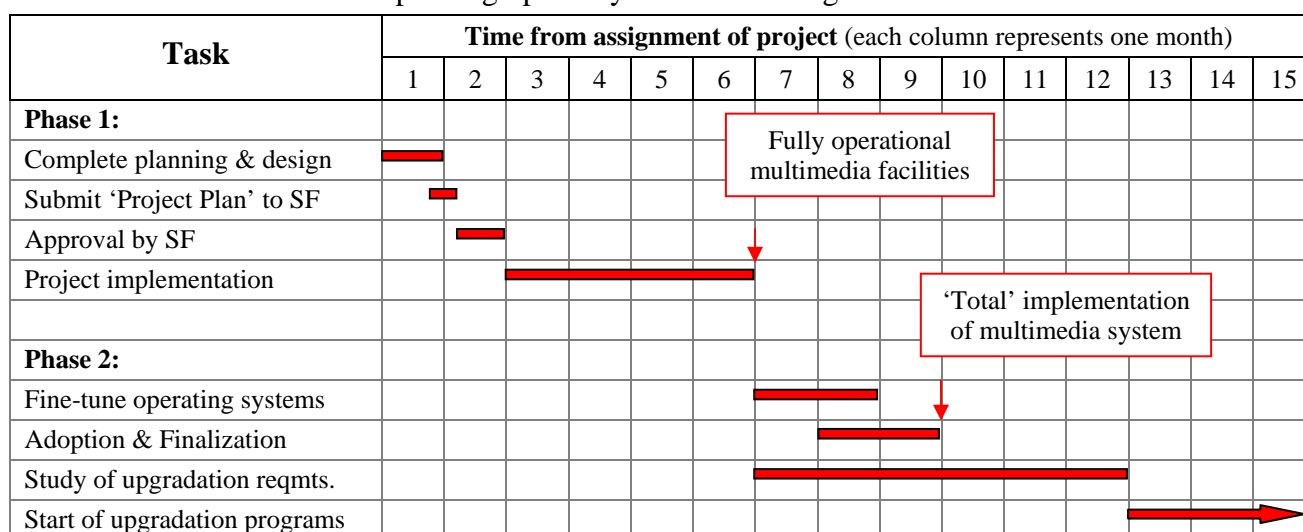 Task
Time from assignment of project (each column represents one month)
1 2 3 4 5 6 7 8 9 10 11 12 13 14 15
Phase 1:
Fully operational
multimedia facilities
Complete planning & design
Submit ‘Project Plan’ to SF
Approval by SF
Project implementation
‘Total’ implementation
of multimedia system
Phase 2:
Fine-tune operating systems
Adoption & Finalization
Study of upgradation reqmts.
Start of upgradation programs